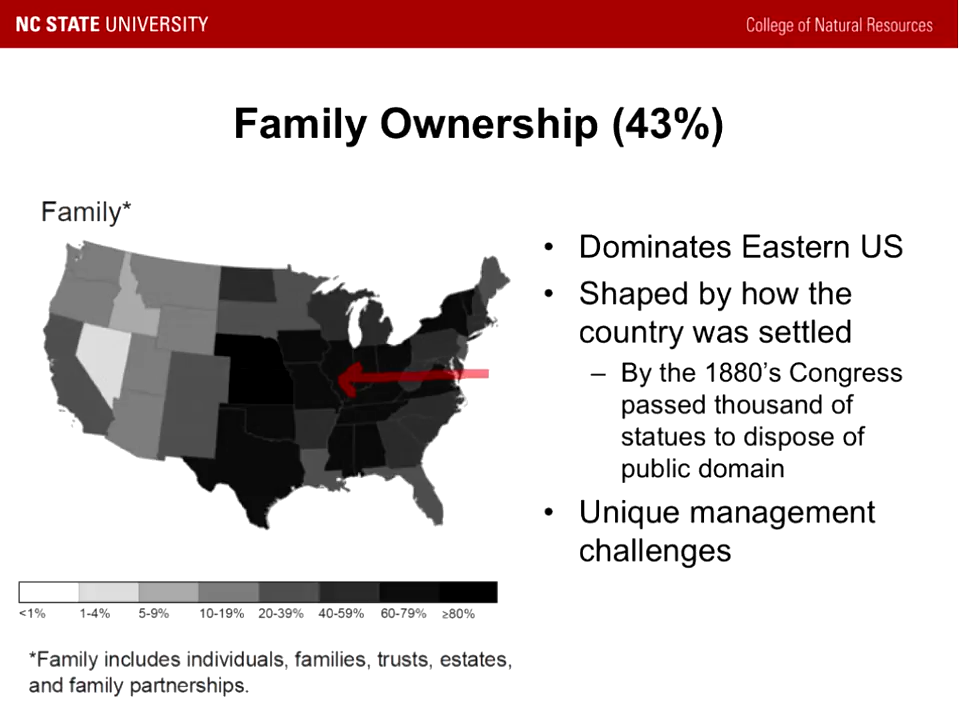 NC STATE UNIVERSITY
College of Natural Resources
Family Ownership (43%)
Family*
• Dominates Eastern US
• Shaped by how the
country was settled
– By the 1880’s Congress
passed thousand of
statues to dispose of
public domain
• Unique management
challenges
<1% 1-4% 5-9% 10-19% 20-39% 40-59% 60-79% ≥80%
*Family includes individuals, families, trusts, estates,
and family partnerships.